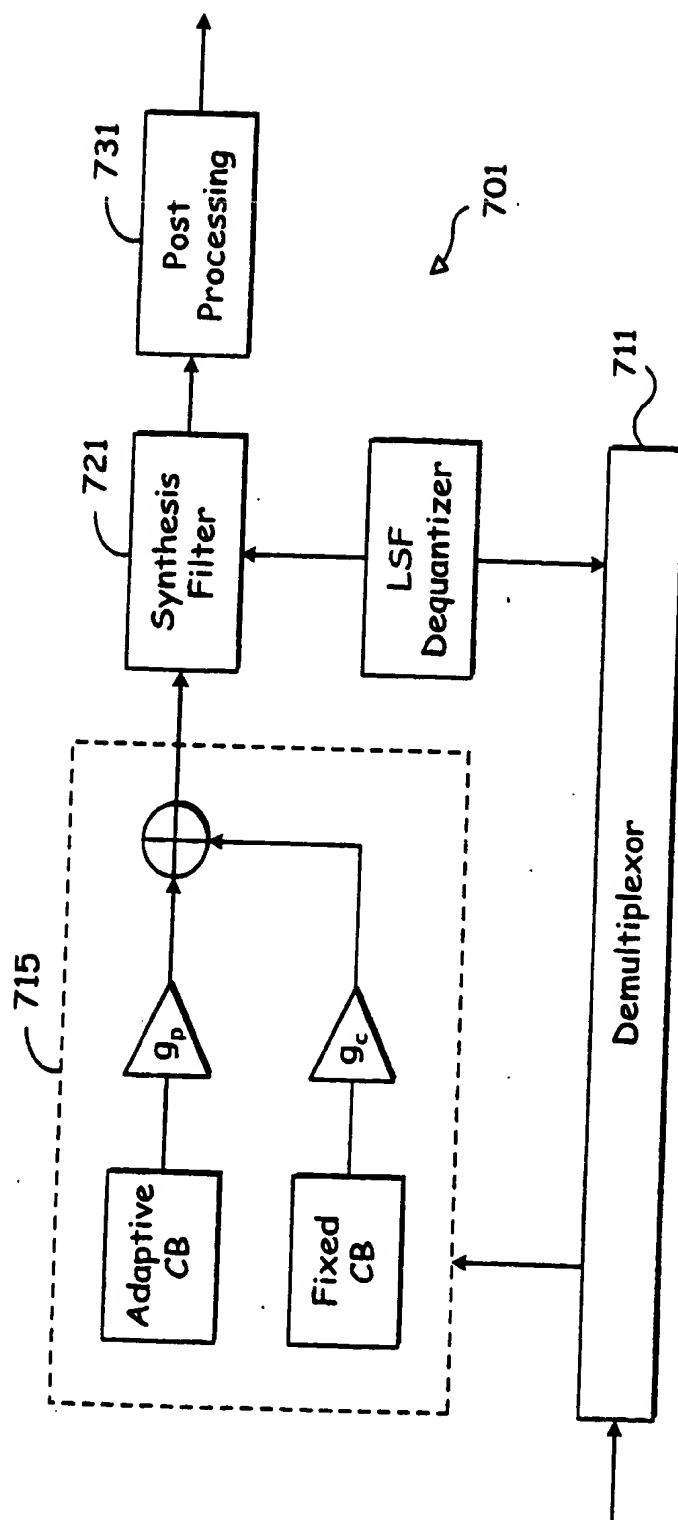 715
Adaptive
CB
g_p
Fixed
CB
g_c
721
Synthesis
Filter
LSF
Dequantizer
731
Post
Processing
701
711
Demultiplexor